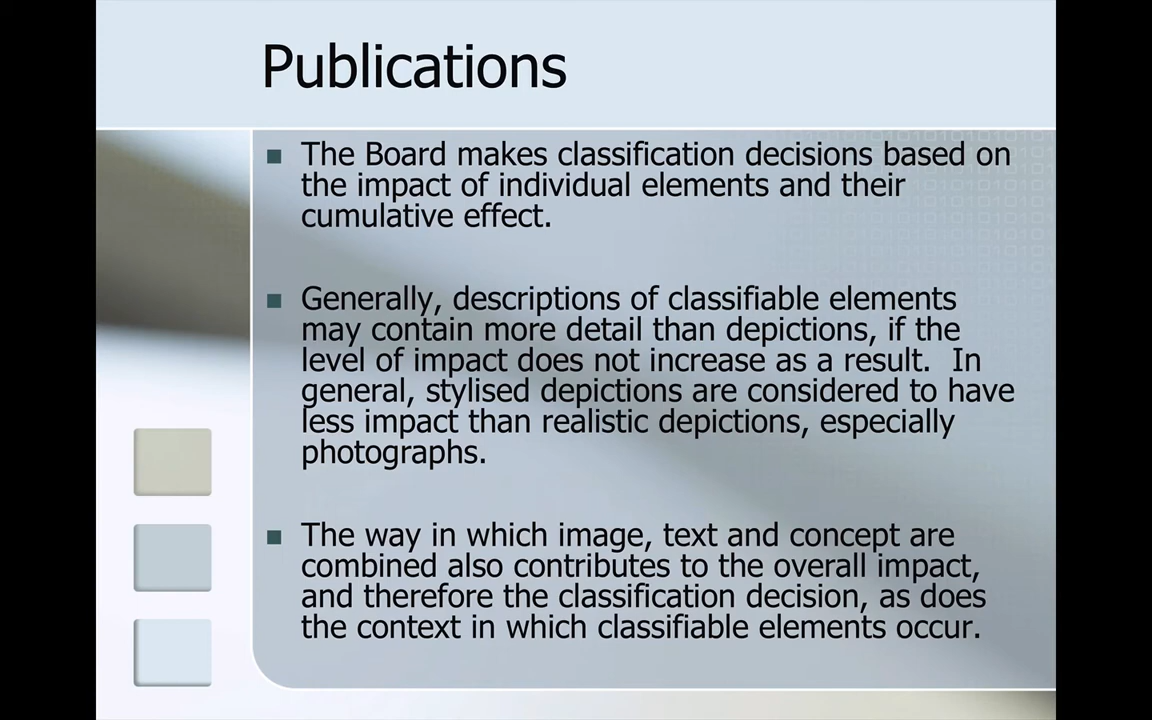 Publications
The Board makes classification decisions based on
the impact of individual elements and their
cumulative effect.
Generally, descriptions of classifiable elements
may contain more detail than depictions, if the
level of impact does not increase as a result.  In
general, stylised depictions are considered to have
less impact than realistic depictions, especially
photographs.
The way in which image, text and concept are
combined also contributes to the overall impact,
and therefore the classification decision, as does
the context in which classifiable elements occur.